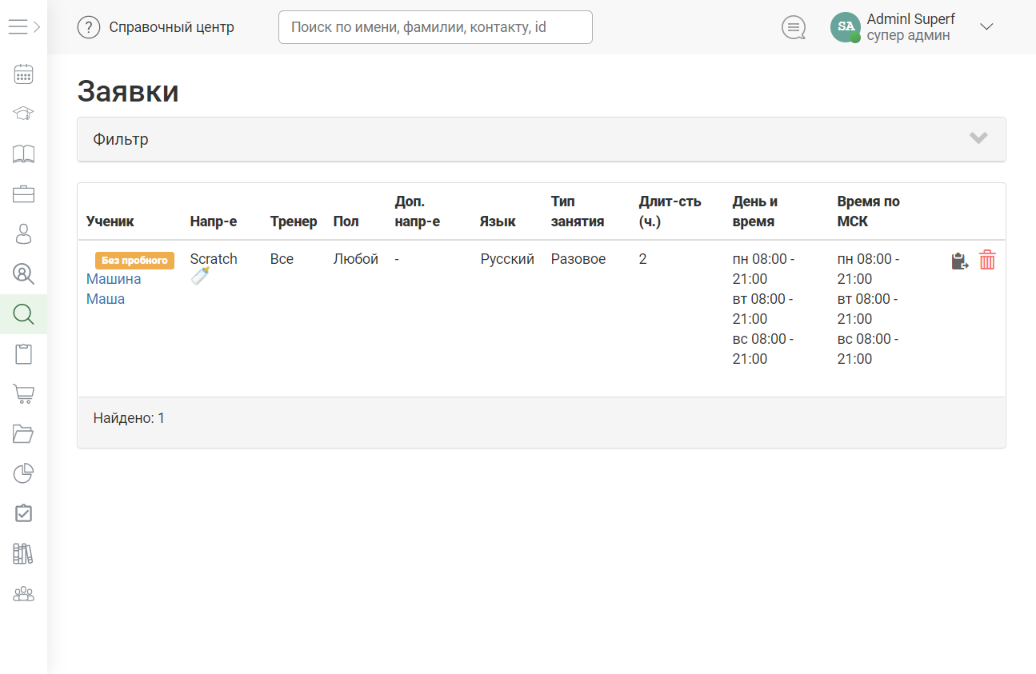 Справочный центр
Поиск по имени, фамилии, контакту, id
SA
AdminI Superf
супер админ
Заявки
Фильтр
Ученик
Напр-е
Тренер
Пол
Доп.
напр-е
Язык
Тип
занятия
Длит-сть
(ч.)
День и
время
Время по
МСК
Без пробного
Машина
Маша
Scratch
Все
Любой
-
Русский
Разовое
2
пн 08:00 -
21:00
вт 08:00 -
21:00
вс 08:00 -
21:00
пн 08:00 -
21:00
вт 08:00 -
21:00
вс 08:00 -
21:00
Найдено: 1